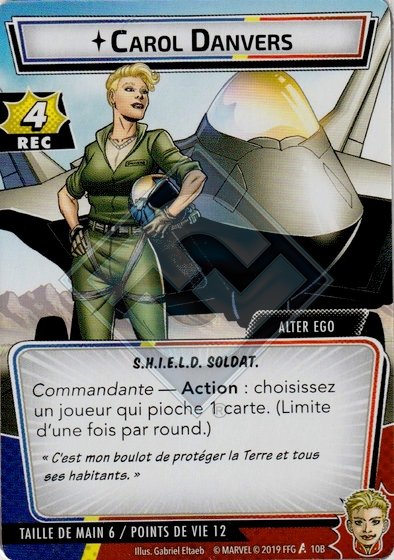 CAROL DANVERS
4
REC
DANVERS
ALTER EGO
S.H.I.E.L.D. SOLDAT.
Commandante — Action : choisissez
un joueur qui pioche 1 carte. (Limite
d'une fois par round.)
« C'est mon boulot de protéger la Terre et tous
ses habitants. »
TAILLE DE MAIN 6 / POINTS DE VIE 12
Illus. Gabriel Eltaeb © MARVEL © 2019 FFG 10B